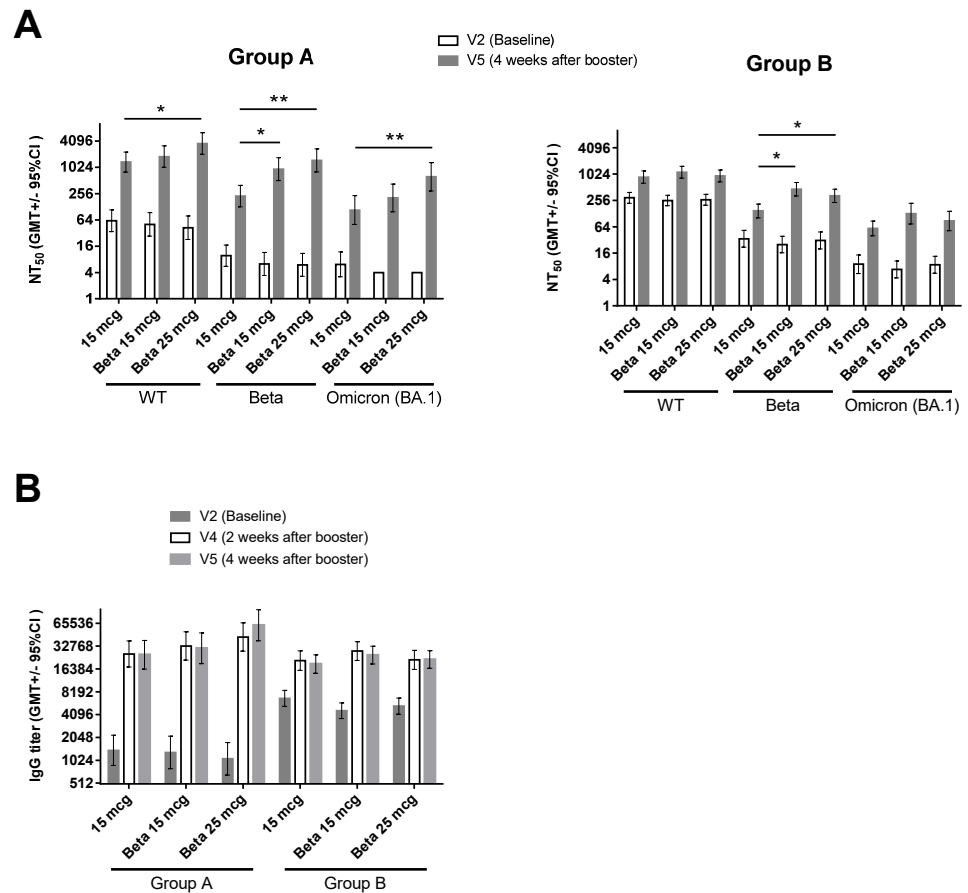 A
V2 (Baseline)
V5 (4 weeks after booster)
Group A
NT50 (GMT+/- 95%CI )
4096
1024
256
64
16
4
1
*
**
*
**
15 mcg
Beta 15 mcg
Beta 25 mcg
15 mcg
Beta 15 mcg
Beta 25 mcg
15 mcg
Beta 15 mcg
Beta 25 mcg
WT
Beta
Omicron (BA.1)
Group B
NT50 (GMT+/- 95%CI )
4096
1024
256
64
16
4
1
*
*
15 mcg
Beta 15 mcg
Beta 25 mcg
15 mcg
Beta 15 mcg
Beta 25 mcg
15 mcg
Beta 15 mcg
Beta 25 mcg
WT
Beta
Omicron (BA.1)
B
V2 (Baseline)
V4 (2 weeks after booster)
V5 (4 weeks after booster)
IgG titer (GMT+/- 95%CI )
65536
32768
16384
8192
4096
2048
1024
512
15 mcg
Beta 15 mcg
Beta 25 mcg
15 mcg
Beta 15 mcg
Beta 25 mcg
Group A
Group B